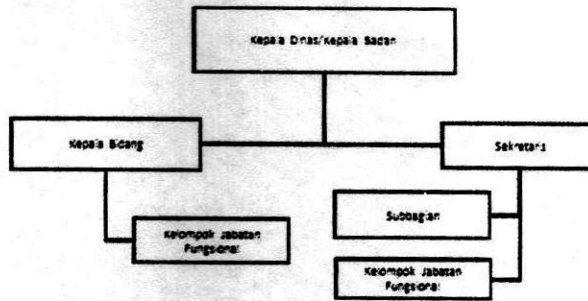 Kepala Dinas/Kepala Badan
Kepala Bidang
Sekretaris
Subbagian
Kelompok Jabatan
Fungsional
Kelompok Jabatan
Fungsional